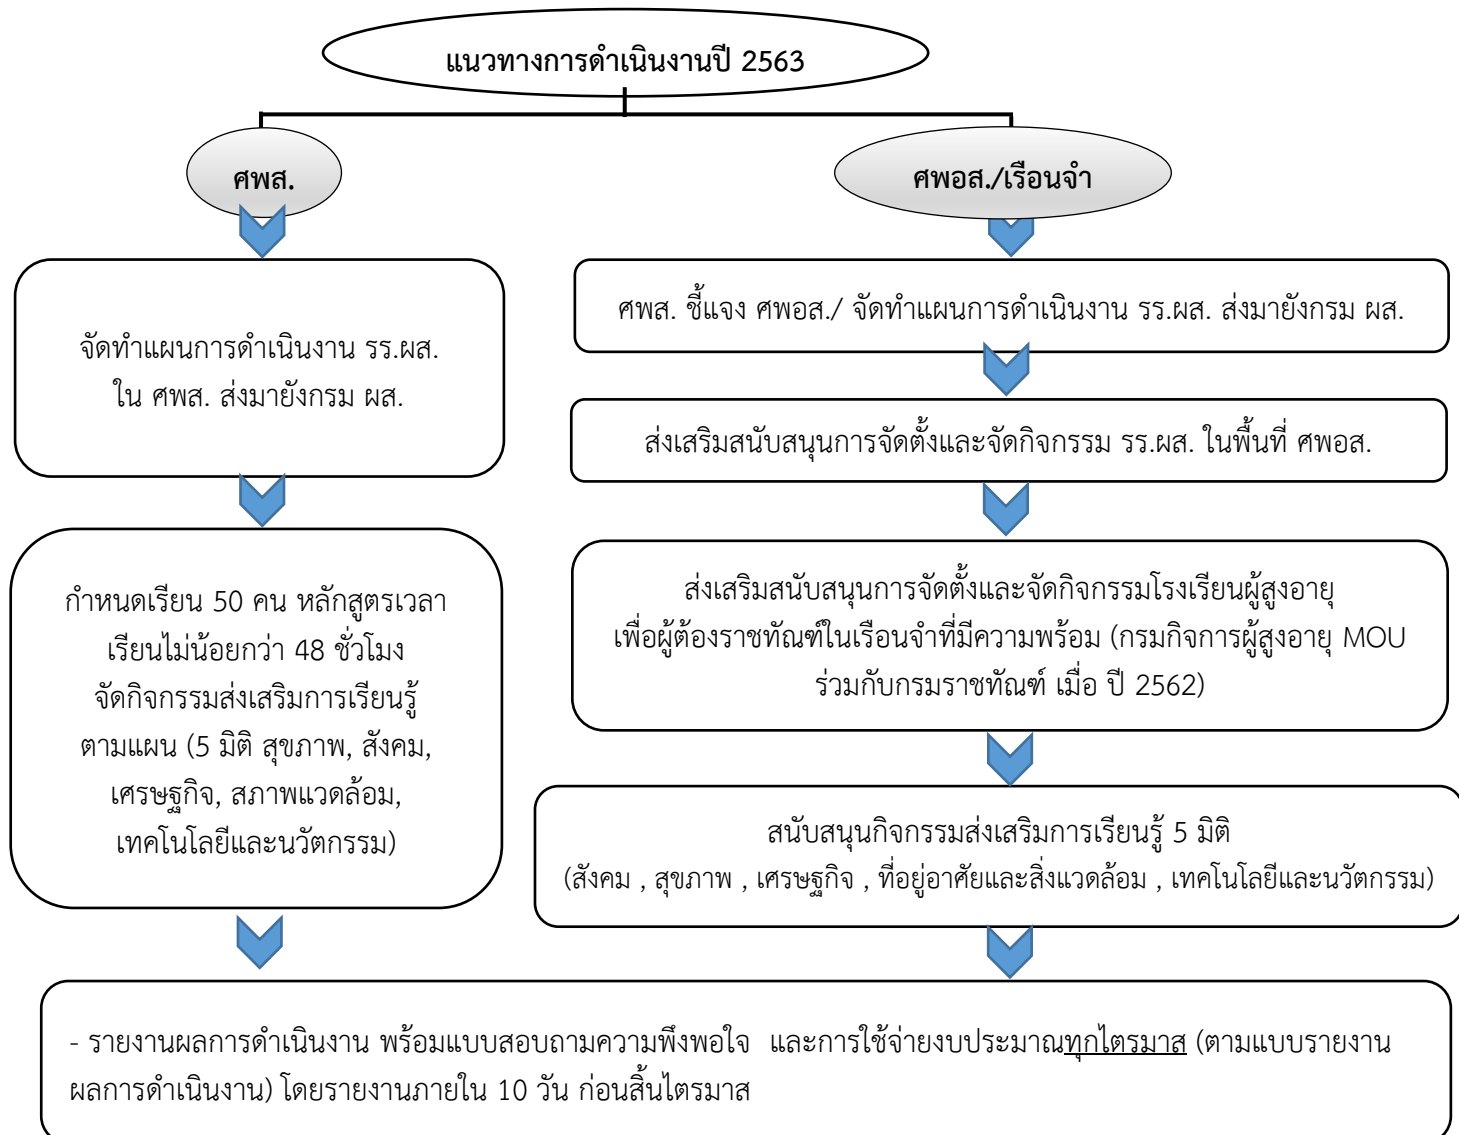 แนวทางการดำเนินงานปี 2563
ศพส.
ศพอส./เรือนจำ
จัดทำแผนการดำเนินงาน รร.ผส.
ใน ศพส. ส่งมายังกรม ผส.
กำหนดเรียน 50 คน หลักสูตรเวลา
เรียนไม่น้อยกว่า 48 ชั่วโมง
จัดกิจกรรมส่งเสริมการเรียนรู้
ตามแผน (5 มิติ สุขภาพ, สังคม,
เศรษฐกิจ, สภาพแวดล้อม,
เทคโนโลยีและนวัตกรรม)
ศพส. ชี้แจง ศพอส./ จัดทำแผนการดำเนินงาน รร.ผส. ส่งมายังกรม ผส.
ส่งเสริมสนับสนุนการจัดตั้งและจัดกิจกรรม รร.ผส. ในพื้นที่ ศพอส.
ส่งเสริมสนับสนุนการจัดตั้งและจัดกิจกรรมโรงเรียนผู้สูงอายุ
เพื่อผู้ต้องราชทัณฑ์ในเรือนจำที่มีความพร้อม (กรมกิจการผู้สูงอายุ MOU
ร่วมกับกรมราชทัณฑ์ เมื่อ ปี 2562)
สนับสนุนกิจกรรมส่งเสริมการเรียนรู้ 5 มิติ
(สังคม , สุขภาพ , เศรษฐกิจ , ที่อยู่อาศัยและสิ่งแวดล้อม , เทคโนโลยีและนวัตกรรม)
- รายงานผลการดำเนินงาน พร้อมแบบสอบถามความพึงพอใจ และการใช้จ่ายงบประมาณทุกไตรมาส (ตามแบบรายงาน
ผลการดำเนินงาน) โดยรายงานภายใน 10 วัน ก่อนสิ้นไตรมาส